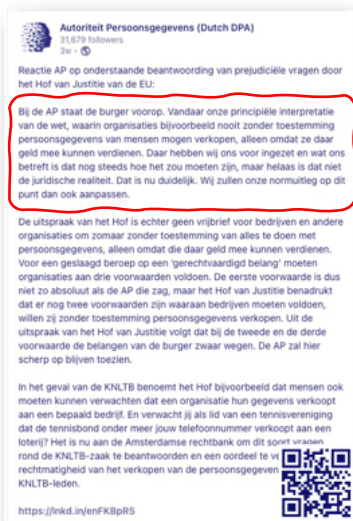 Autoriteit Persoonsgegevens (Dutch DPA)
31,679 followers
3w •
Reactie AP op onderstaande beantwoording van prejudiciële vragen door
het Hof van Justitie van de EU:
Bij de AP staat de burger voorop. Vandaar onze principiële interpretatie
van de wet, waarin organisaties bijvoorbeeld nooit zonder toestemming
persoonsgegevens van mensen mogen verkopen, alleen omdat ze daar
geld mee kunnen verdienen. Daar hebben wij ons voor ingezet en wat ons
betreft is dat nog steeds hoe het zou moeten zijn, maar helaas is dat niet
de juridische realiteit. Dat is nu duidelijk. Wij zullen onze normuitleg op dit
punt dan ook aanpassen.
De uitspraak van het Hof is echter geen vrijbrief voor bedrijven en andere
organisaties om zomaar zonder toestemming van alles te doen met
persoonsgegevens, alleen omdat die daar geld mee kunnen verdienen.
Voor een geslaagd beroep op een 'gerechtvaardigd belang' moeten
organisaties aan drie voorwaarden voldoen. De eerste voorwaarde is dus
niet zo absoluut als de AP die zag, maar het Hof van Justitie benadrukt
dat er nog twee voorwaarden zijn waaraan bedrijven moeten voldoen,
willen zij zonder toestemming persoonsgegevens verkopen. Uit de
uitspraak van het Hof van Justitie volgt dat bij de tweede en de derde
voorwaarde de belangen van de burger zwaar wegen. De AP zal hier
scherp op blijven toezien.
In het geval van de KNLTB benoemt het Hof bijvoorbeeld dat mensen ook
moeten kunnen verwachten dat een organisatie hun gegevens verkoopt
aan een bepaald bedrijf. En verwacht jij als lid van een tennisvereniging
dat de tennisbond onder meer jouw telefoonnummer verkoopt aan een
loterij? Het is nu aan de Amsterdamse rechtbank om dit soort vragen
rond de KNLTB-zaak te beantwoorden en een oordeel te
rechtmatigheid van het verkopen van de persoonsgegeven
KNLTB-leden.
https://lnkd.in/enFKBpR5